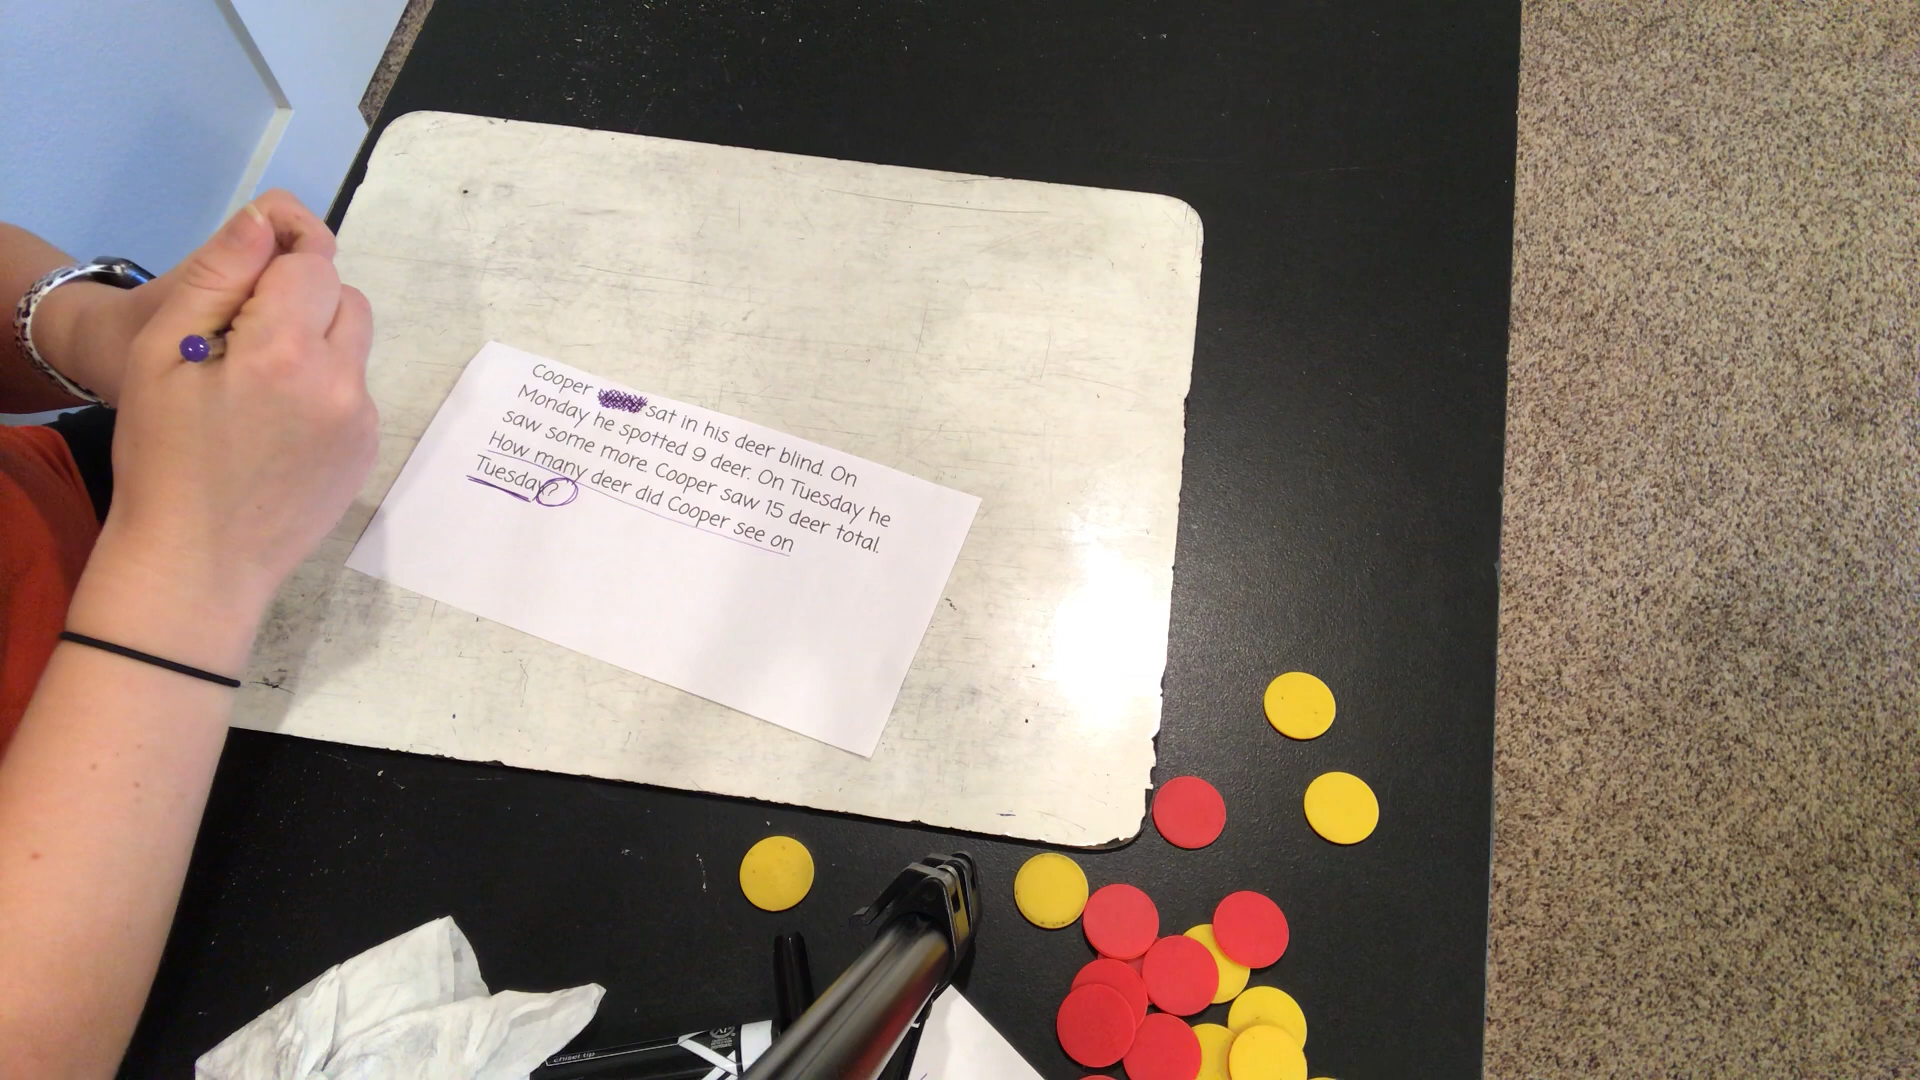 Cooper sat in his deer blind. On
Monday he spotted 9 deer. On Tuesday he
saw some more. Cooper saw 15 deer total.
How many deer did Cooper see on
Tuesday?
chisel tip